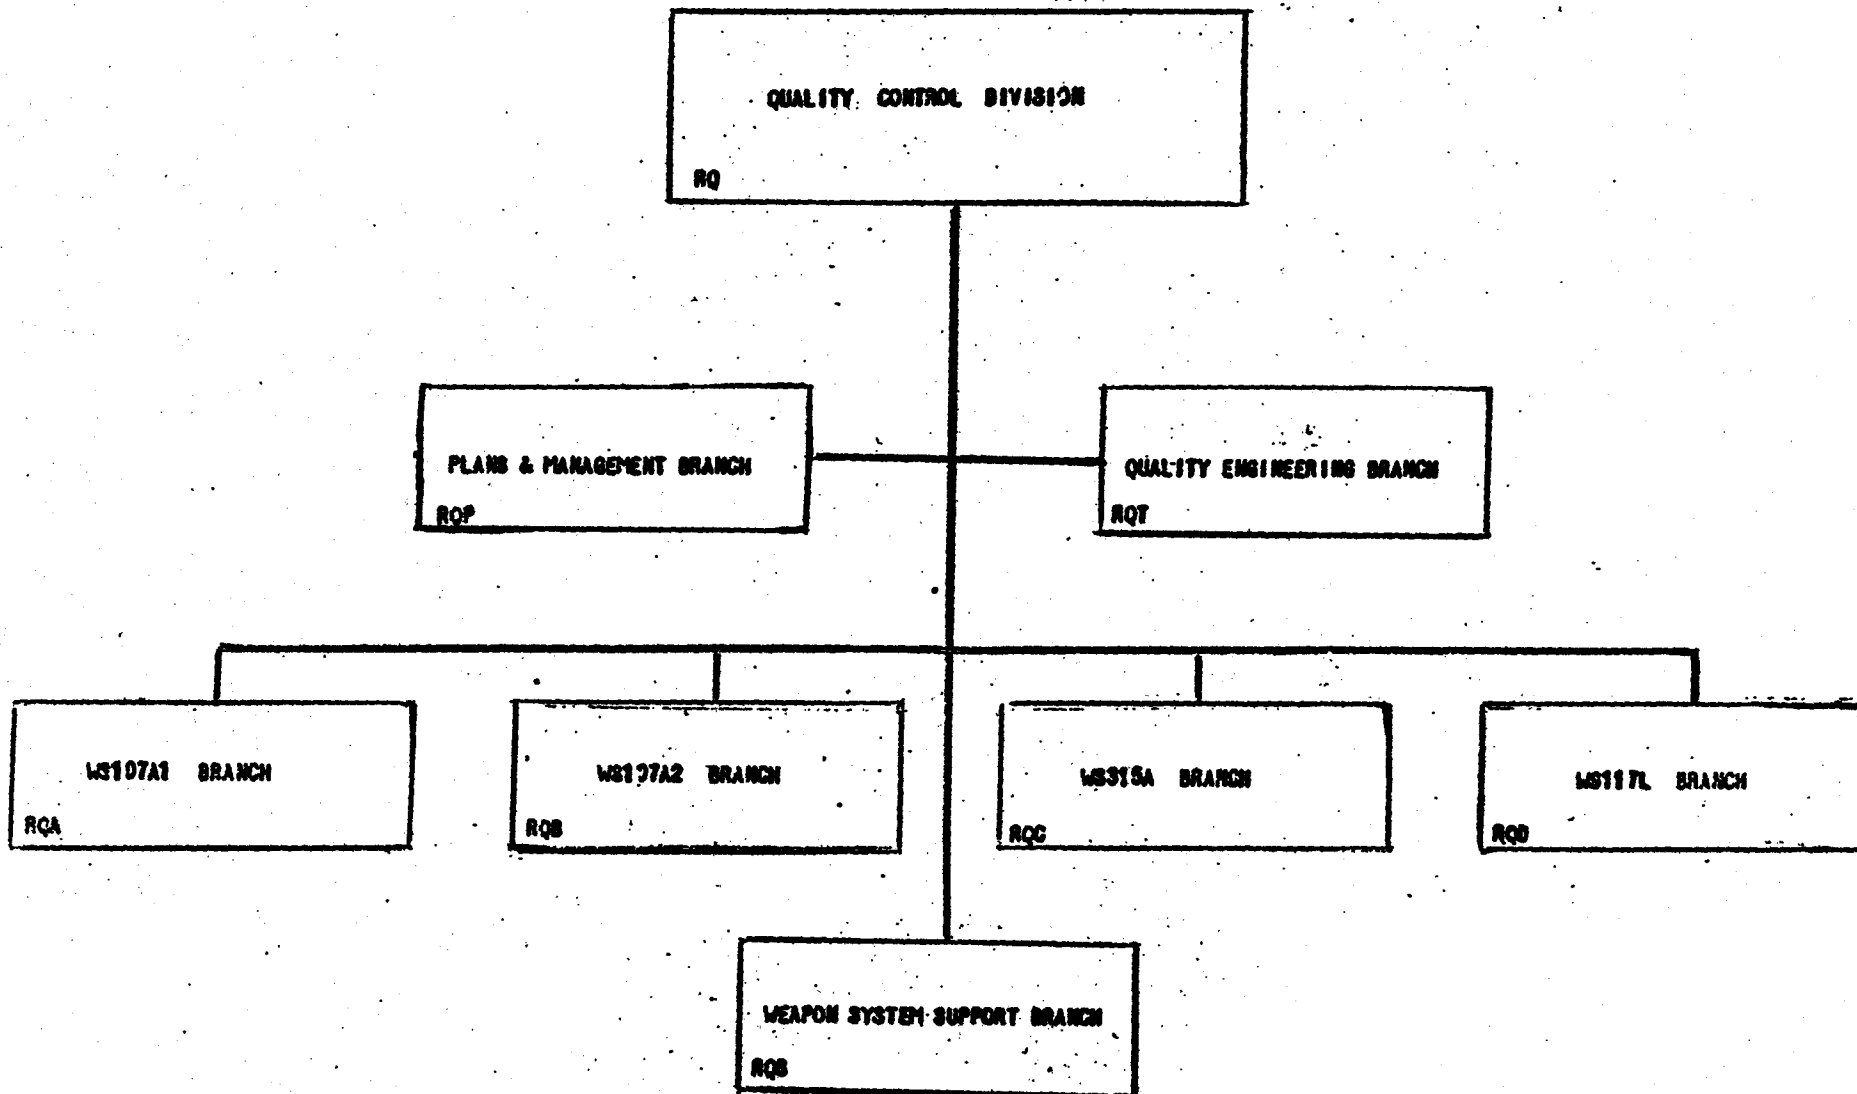 QUALITY CONTROL DIVISION
RQ
PLANS & MANAGEMENT BRANCH
RQP
QUALITY ENGINEERING BRANCH
RQT
WS107A1 BRANCH
RQA
WS107A2 BRANCH
RQB
WS315A BRANCH
RQC
WS117L BRANCH
RQD
WEAPON SYSTEM SUPPORT BRANCH